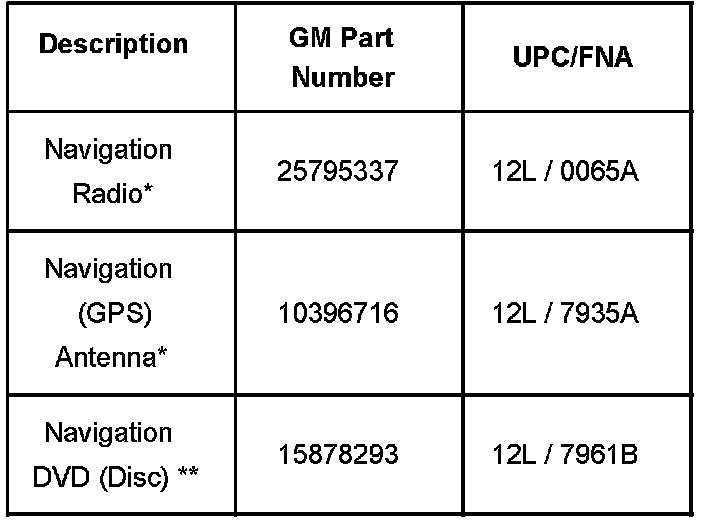 Description
GM Part
Number
UPC/FNA
Navigation
Radio*
25795337
12L / 0065A
Navigation
(GPS)
Antenna*
10396716
12L / 7935A
Navigation
DVD (Disc) **
15878293
12L / 7961B